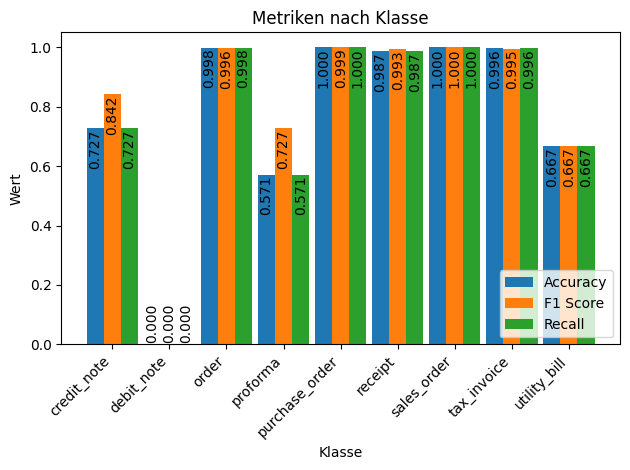 Metriken nach Klasse
Wert
1.0
0.8
0.6
0.4
0.2
0.0
0.727
0.842
0.727
0.000
0.000
0.000
0.998
0.996
0.998
0.571
0.727
0.571
1.000
0.999
1.000
0.987
0.993
0.987
1.000
1.000
1.000
0.996
0.995
0.996
0.667
0.667
0.667
Accuracy
F1 Score
Recall
credit_note
debit_note
order
proforma
purchase_order
receipt
sales_order
tax_invoice
utility_bill
Klasse